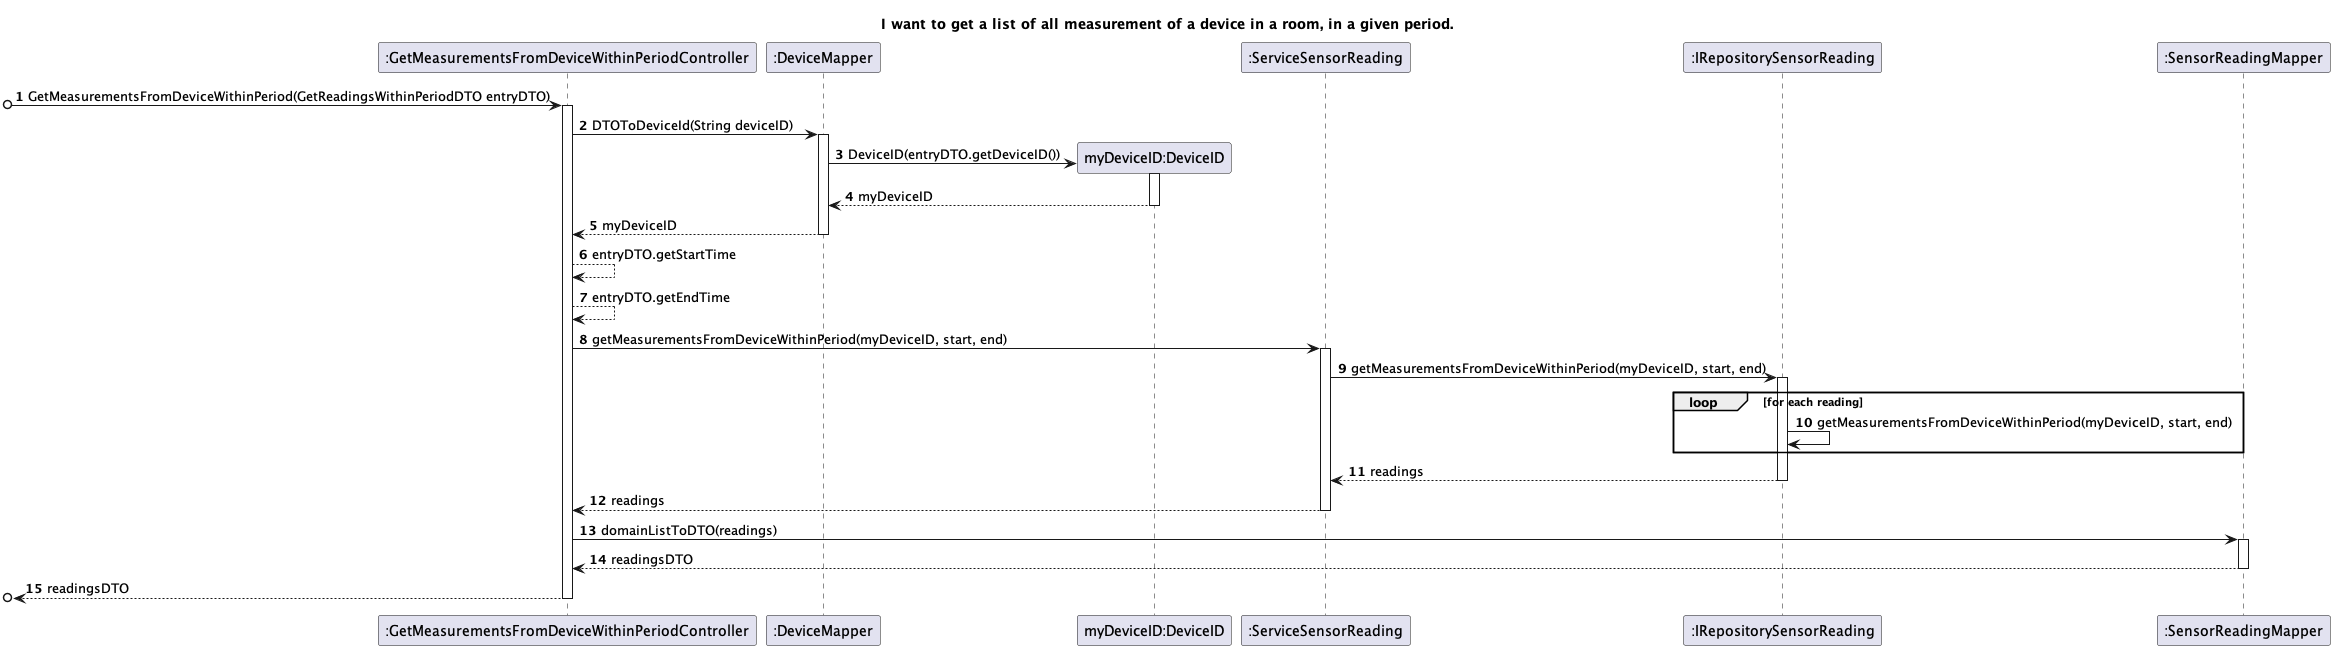 I want to get a list of all measurement of a device in a room, in a given period.
:GetMeasurementsFromDeviceWithinPeriodController
:DeviceMapper
:ServiceSensorReading
:IRepositorySensorReading
:SensorReadingMapper
1 GetMeasurementsFromDeviceWithinPeriod(GetReadingsWithinPeriodDTO entryDTO)
2 DTOToDeviceId(String deviceID)
3 DeviceID(entryDTO.getDeviceID())
myDeviceID:DeviceID
4 myDeviceID
5 myDeviceID
6 entryDTO.getStartTime
7 entryDTO.getEndTime
8 getMeasurementsFromDeviceWithinPeriod(myDeviceID, start, end)
9 getMeasurementsFromDeviceWithinPeriod(myDeviceID, start, end)
loop [for each reading]
10 getMeasurementsFromDeviceWithinPeriod(myDeviceID, start, end)
11 readings
12 readings
13 domainListToDTO(readings)
14 readingsDTO
15 readingsDTO
:GetMeasurementsFromDeviceWithinPeriodController
:DeviceMapper
myDeviceID:DeviceID
:ServiceSensorReading
:IRepositorySensorReading
:SensorReadingMapper